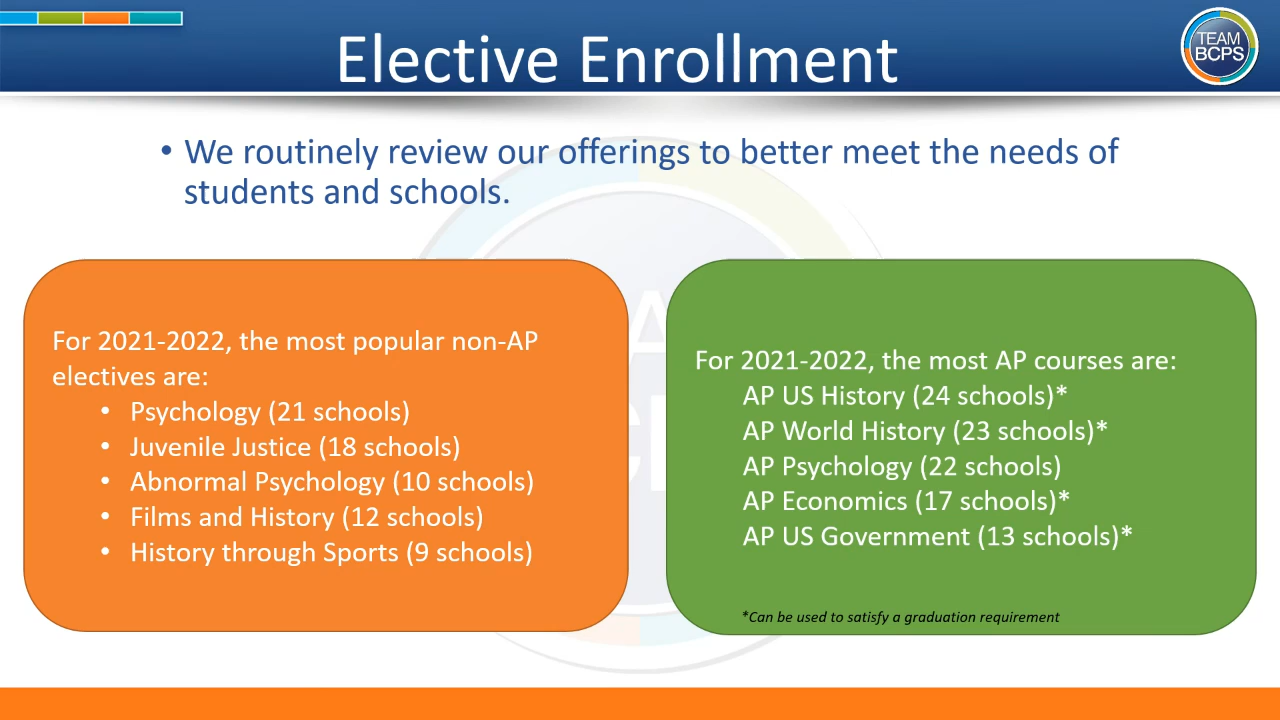 Elective Enrollment
TEAM
BCPS
• We routinely review our offerings to better meet the needs of
students and schools.
For 2021-2022, the most popular non-AP
electives are:
• Psychology (21 schools)
• Juvenile Justice (18 schools)
• Abnormal Psychology (10 schools)
• Films and History (12 schools)
• History through Sports (9 schools)
For 2021-2022, the most AP courses are:
AP US History (24 schools)*
AP World History (23 schools)*
AP Psychology (22 schools)
AP Economics (17 schools)*
AP US Government (13 schools)*
*Can be used to satisfy a graduation requirement